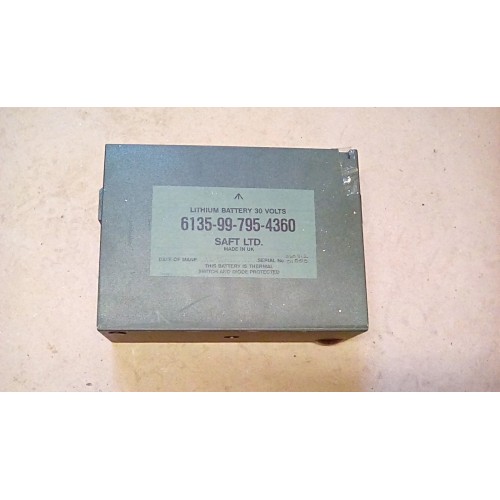 LITHIUM BATTERY 30 VOLTS
6135-99-795-4360
SAFT LTD.
MADE IN UK
DATE OF MANF. SERIAL No
THIS BATTERY IS THERMAL
SWITCH AND DIODE PROTECTED